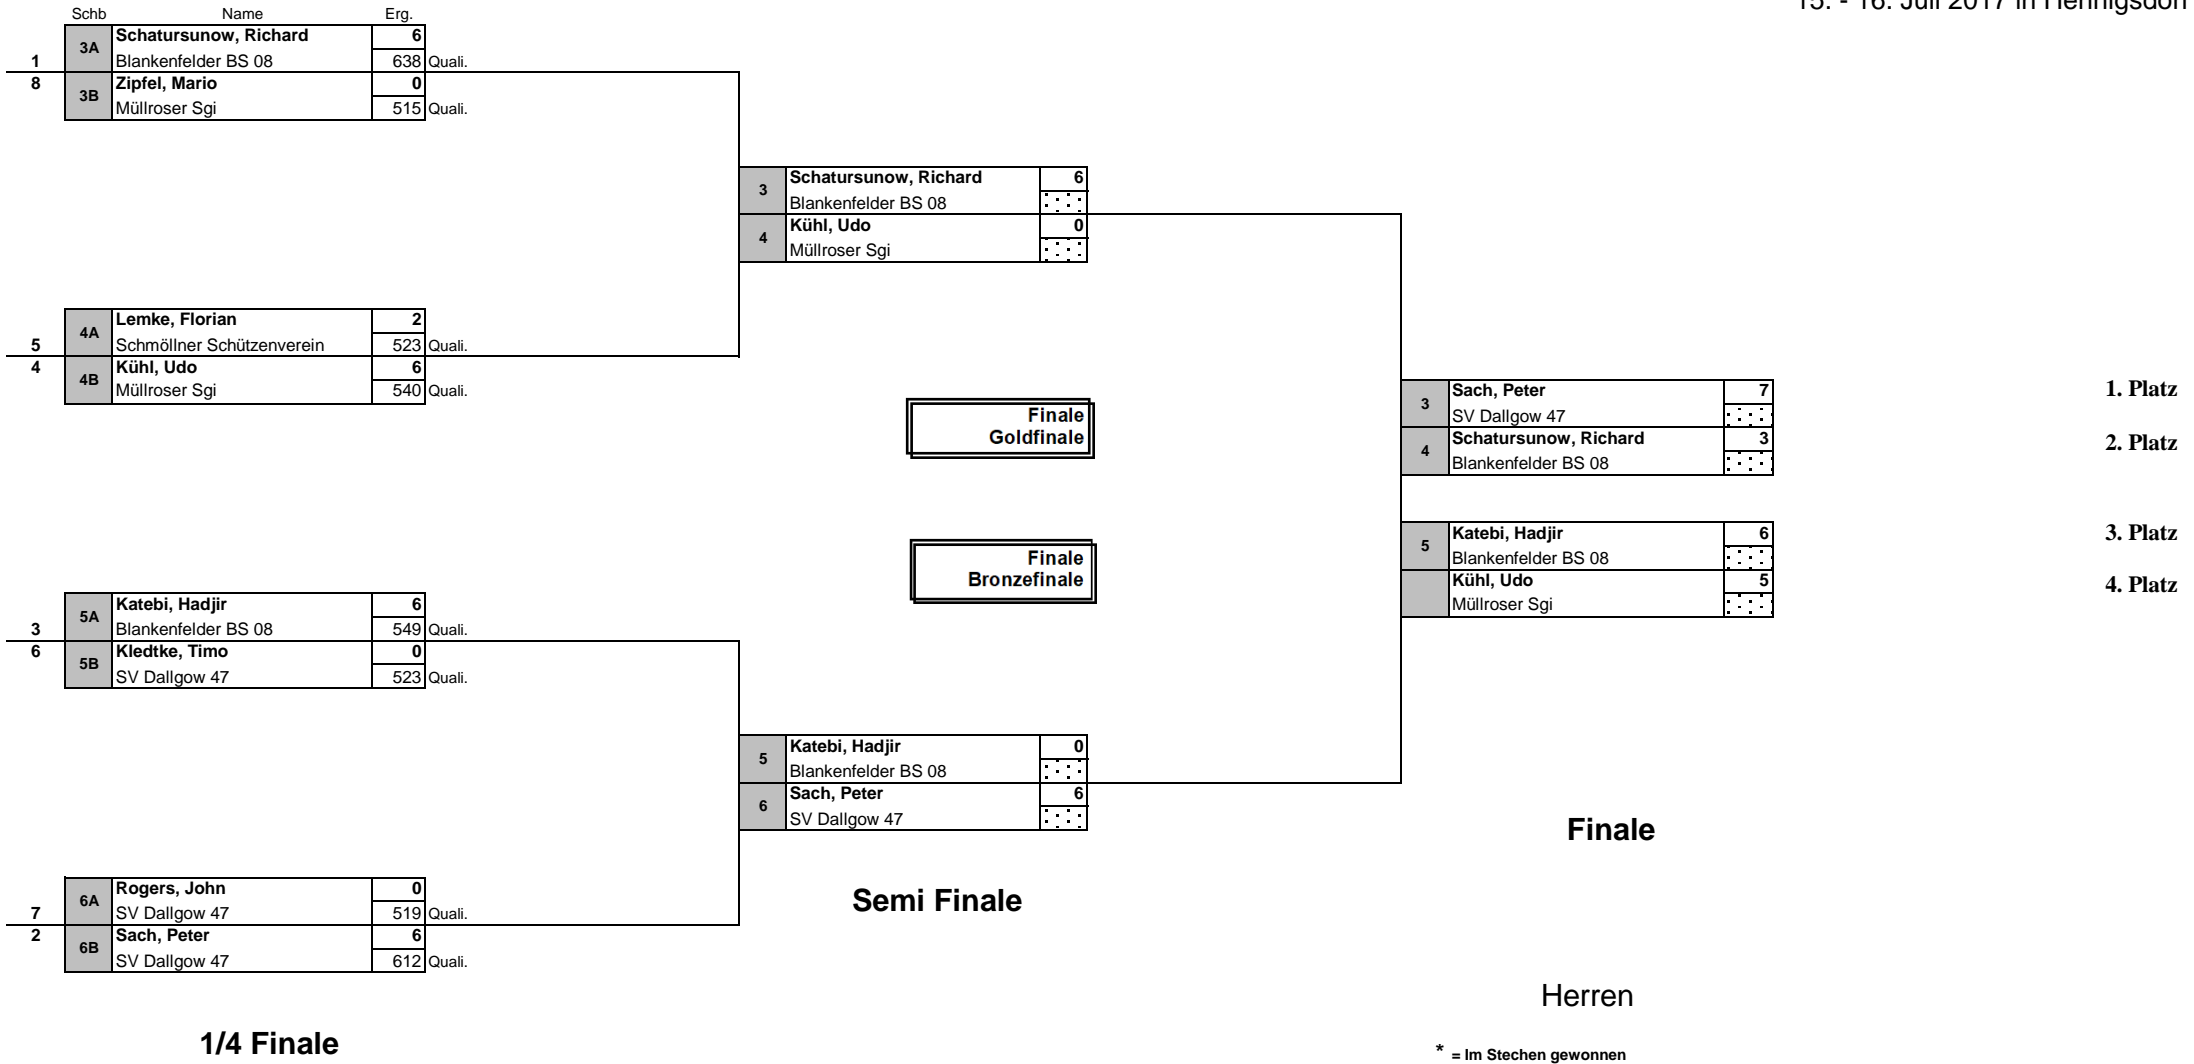 15. - 16. Juli 2017 in Hennigsdorf
Schb Name Erg.
3A Schatursunow, Richard 6
1 Blankenfelder BS 08 638 Quali.
8 3B Zipfel, Mario 0
Müllroser Sgi 515 Quali.
3 Schatursunow, Richard 6
Blankenfelder BS 08
4 Kühl, Udo 0
Müllroser Sgi
4A Lemke, Florian 2
5 Schmöllner Schützenverein 523 Quali.
4 4B Kühl, Udo 6
Müllroser Sgi 540 Quali.
Finale
Goldfinale
3 Sach, Peter 7 1. Platz
SV Dallgow 47
4 Schatursunow, Richard 3 2. Platz
Blankenfelder BS 08
Finale
Bronzefinale
5 Katebi, Hadjir 6 3. Platz
Blankenfelder BS 08
Kühl, Udo 5 4. Platz
Müllroser Sgi
5A Katebi, Hadjir 6
3 Blankenfelder BS 08 549 Quali.
6 5B Kledtke, Timo 0
SV Dallgow 47 523 Quali.
5 Katebi, Hadjir 0
Blankenfelder BS 08
6 Sach, Peter 6
SV Dallgow 47
Finale
6A Rogers, John 0
7 SV Dallgow 47 519 Quali.
2 6B Sach, Peter 6
SV Dallgow 47 612 Quali.
Semi Finale
Herren
1/4 Finale
* = Im Stechen gewonnen